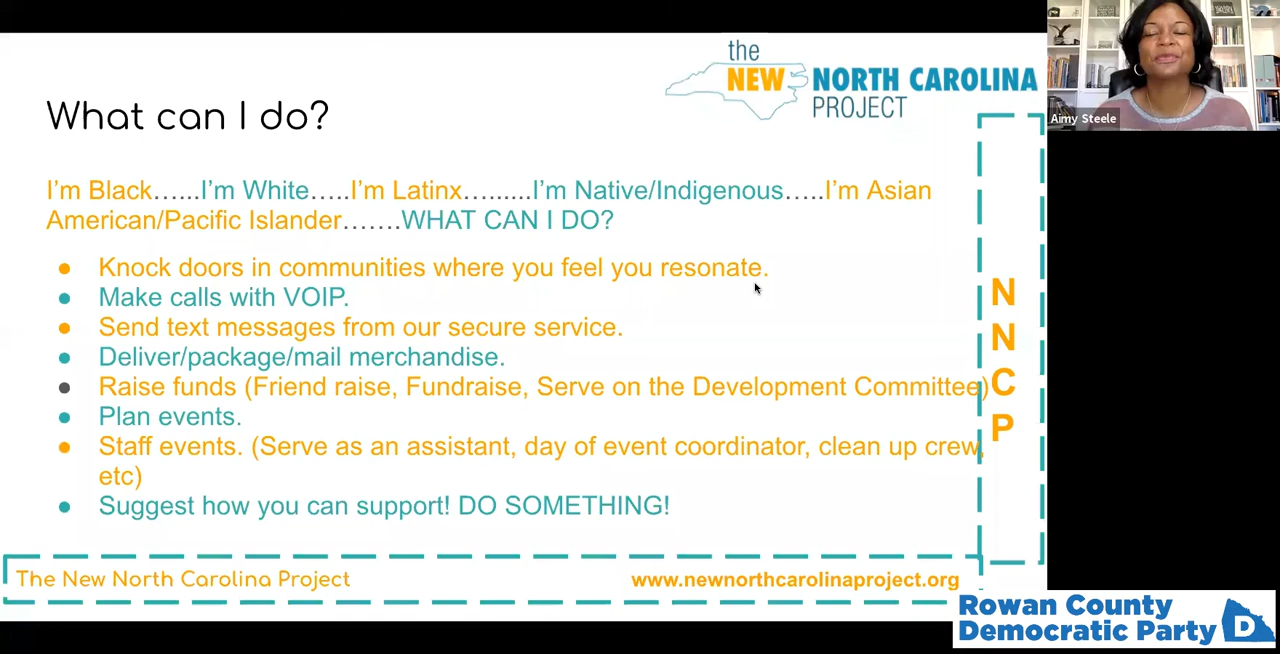 the
NEW NORTH CAROLINA
PROJECT
Aimy Steele
What can I do?
I'm Black…...I'm White…..I'm Latinx….....I'm Native/Indigenous…..I'm Asian
American/Pacific Islander…….WHAT CAN I DO?
● Knock doors in communities where you feel you resonate.
● Make calls with VOIP.
● Send text messages from our secure service.
● Deliver/package/mail merchandise.
● Raise funds (Friend raise, Fundraise, Serve on the Development Committee)
● Plan events.
● Staff events. (Serve as an assistant, day of event coordinator, clean up crew,
etc)
● Suggest how you can support! DO SOMETHING!
N
N
C
P
The New North Carolina Project
www.newnorthcarolinaproject.org
Rowan County
Democratic Party D